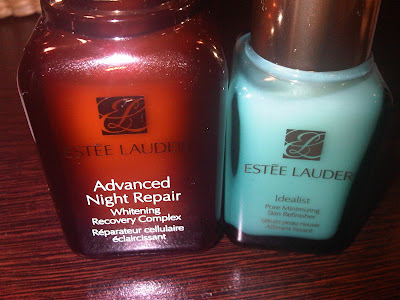 ESTĒE LAUDER
Advanced
Night Repair
Whitening
Recovery Complex
Réparateur cellulaire
éclaircissant
ESTĒE LAUDER
Idealist
Pore Minimizing
Skin Refinisher